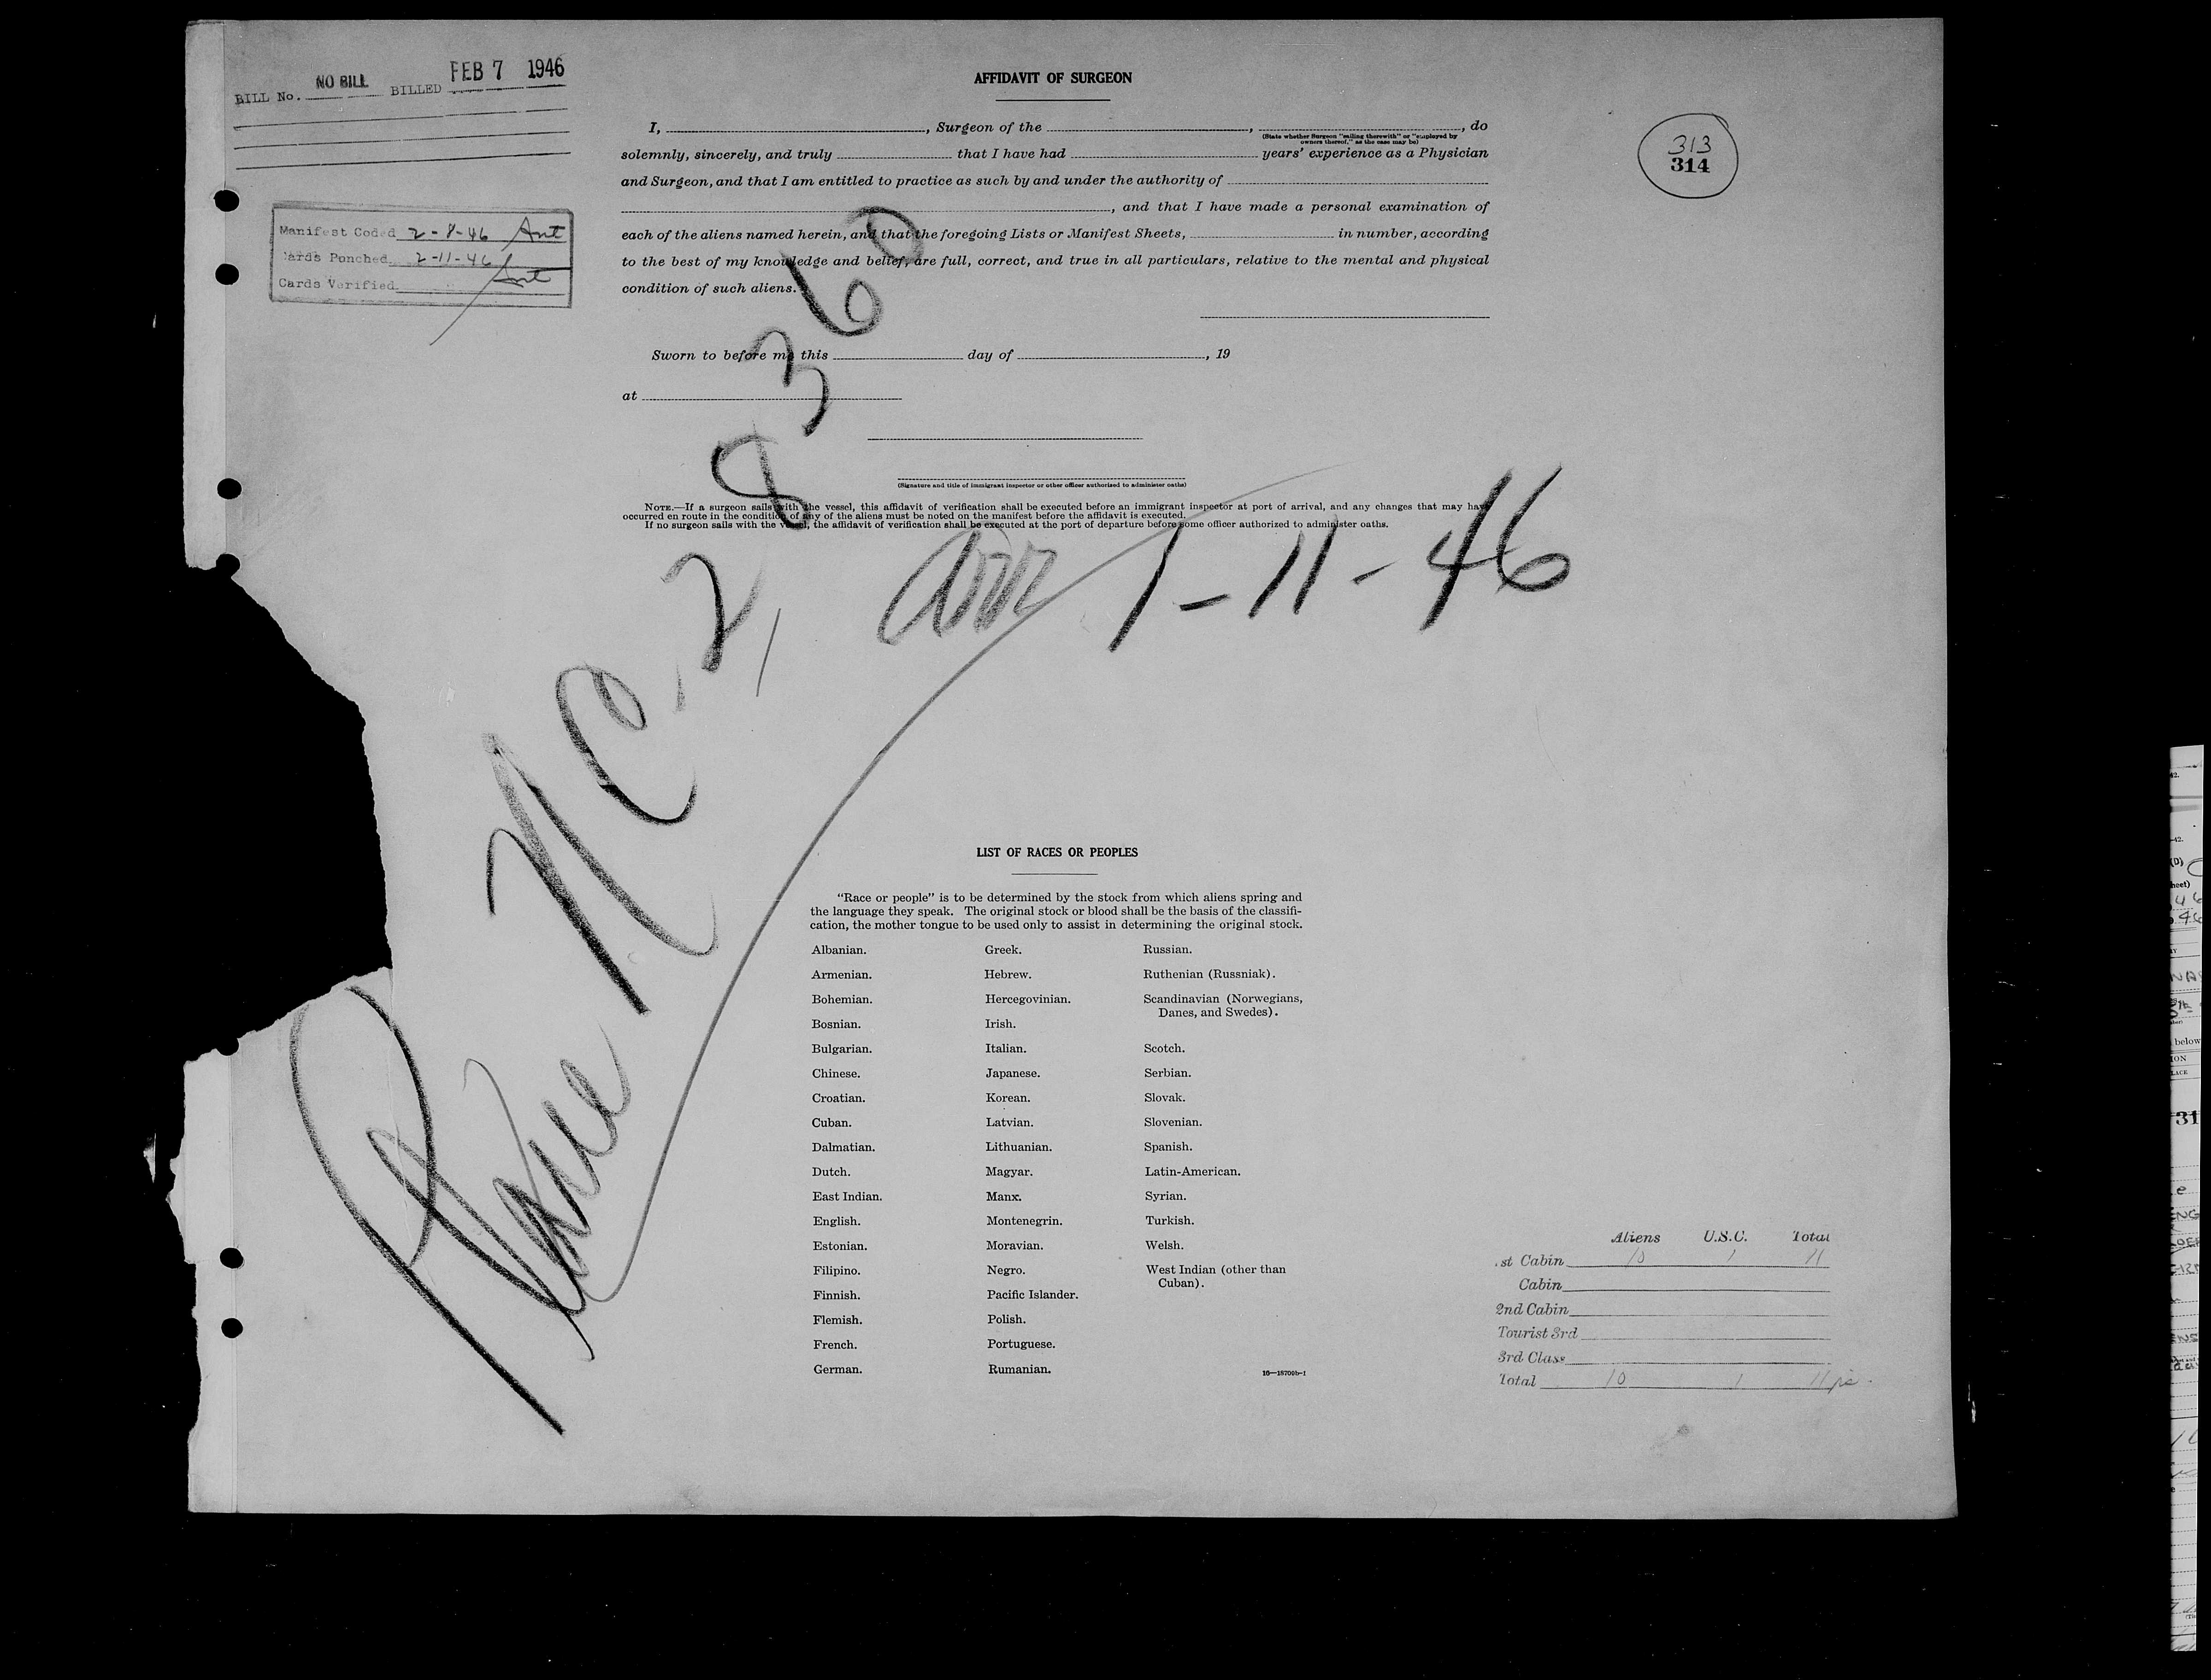 BILL No. NO BILL BILLED FEB 7 1946
AFFIDAVIT OF SURGEON
I, , Surgeon of the , , do
(State whether Surgeon "sailing therewith" or "employed by
owners thereof," as the case may be)
solemnly, sincerely, and truly that I have had years' experience as a Physician
and Surgeon, and that I am entitled to practice as such by and under the authority of
, and that I have made a personal examination of
each of the aliens named herein, and that the foregoing Lists or Manifest Sheets, in number, according
to the best of my knowledge and belief, are full, correct, and true in all particulars, relative to the mental and physical
condition of such aliens.
313
314
Manifest Coded 2-8-46
Cards Punched 2-11-46
Cards Verified
Sworn to before me this day of , 19
at
(Signature and title of immigrant inspector or other officer authorized to administer oaths)
NOTE.—If a surgeon sails with the vessel, this affidavit of verification shall be executed before an immigrant inspector at port of arrival, and any changes that may have
occurred en route in the condition of any of the aliens must be noted on the manifest before the affidavit is executed.
If no surgeon sails with the vessel, the affidavit of verification shall be executed at the port of departure before some officer authorized to administer oaths.
Plane NC. 28360
arr 1-11-46
LIST OF RACES OR PEOPLES
"Race or people" is to be determined by the stock from which aliens spring and
the language they speak. The original stock or blood shall be the basis of the classifi-
cation, the mother tongue to be used only to assist in determining the original stock.
Albanian.
Armenian.
Bohemian.
Bosnian.
Bulgarian.
Chinese.
Croatian.
Cuban.
Dalmatian.
Dutch.
East Indian.
English.
Estonian.
Filipino.
Finnish.
Flemish.
French.
German.
Greek.
Hebrew.
Hercegovinian.
Irish.
Italian.
Japanese.
Korean.
Latvian.
Lithuanian.
Magyar.
Manx.
Montenegrin.
Moravian.
Negro.
Pacific Islander.
Polish.
Portuguese.
Rumanian.
Russian.
Ruthenian (Russniak).
Scandinavian (Norwegians,
Danes, and Swedes).
Scotch.
Serbian.
Slovak.
Slovenian.
Spanish.
Latin-American.
Syrian.
Turkish.
Welsh.
West Indian (other than
Cuban).
16—18700b-1
Aliens U.S.C. Total
st Cabin 10 1 11
Cabin
2nd Cabin
Tourist 3rd
3rd Class
Total 10 1 11